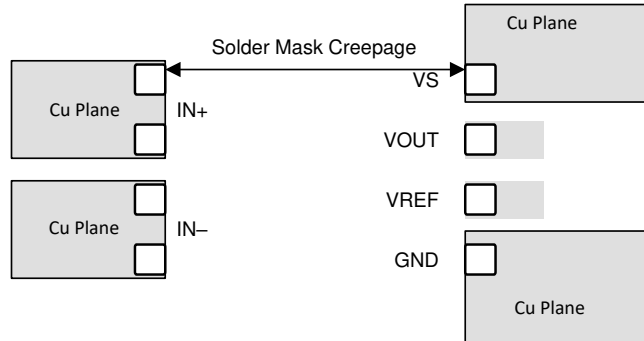 Cu Plane
Solder Mask Creepage
VS
Cu Plane
IN+
VOUT
VREF
Cu Plane
IN–
GND
Cu Plane